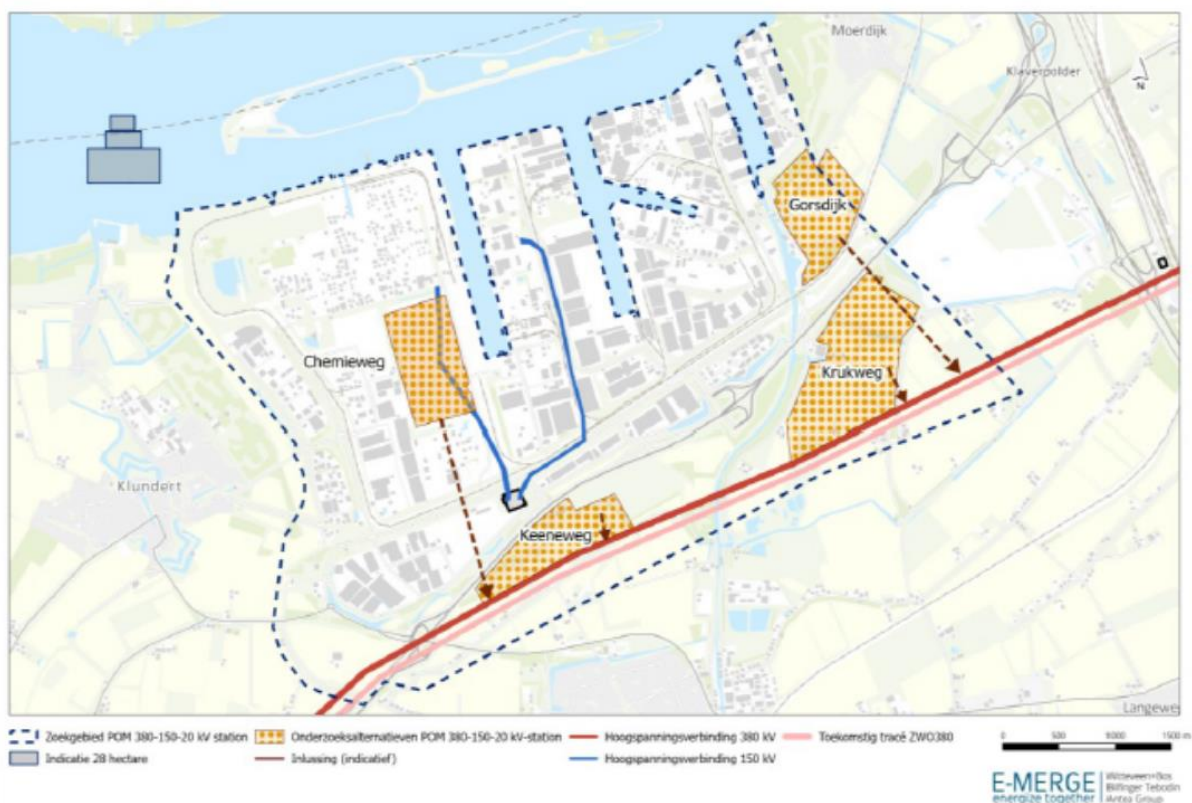 Moerdijk
Klaverpolder
N
Gorsdijk
Chemieweg
Krukweg
Klundert
Keeneweg
Langeweg
Zoekgebied POM 380-150-20 kV station
Onderzoeksalternatieven POM 380-150-20 kV-station
Hoogspanningsverbinding 380 kV
Toekomstig tracé ZWO380
Indicatie 28 hectare
Inlussing (indicatief)
Hoogspanningsverbinding 150 kV
0 500 1000 1500 m
E-MERGE
energize together
Witteveen+Bos
Bilfinger Tebodin
Antea Group